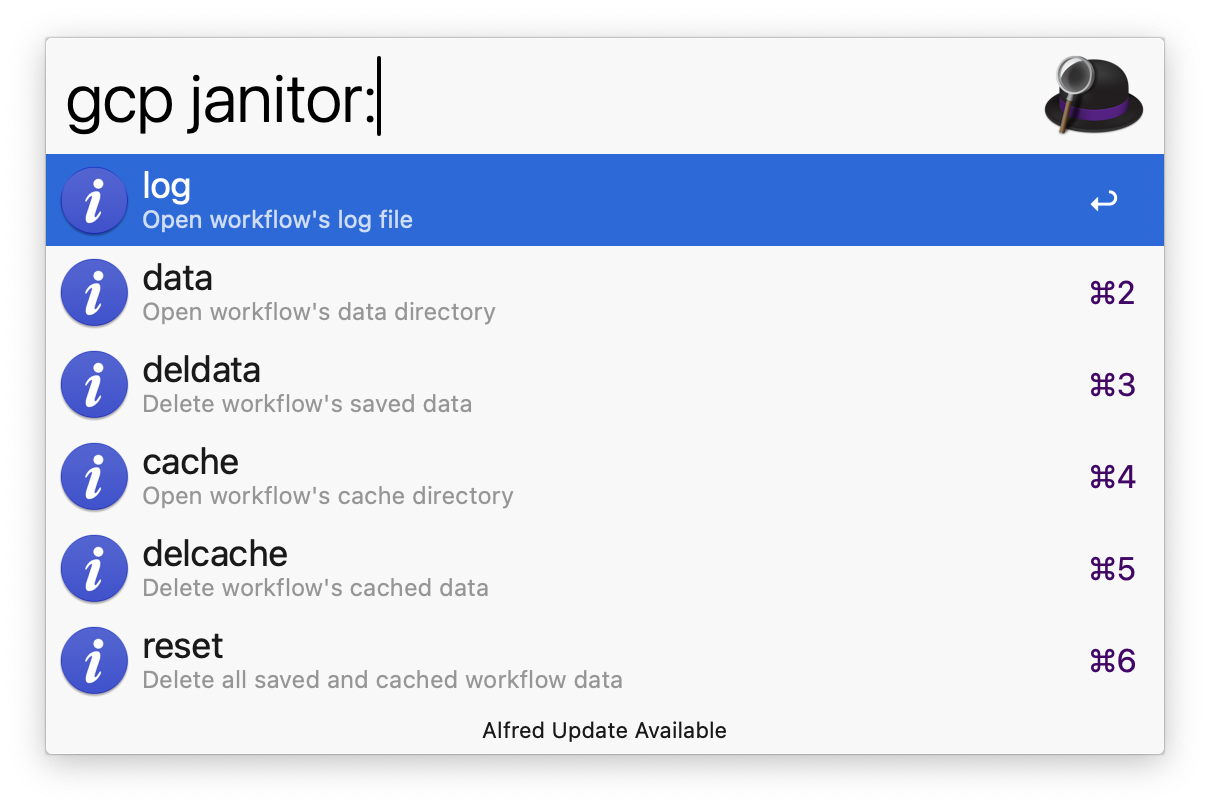 gcp janitor:
log
Open workflow's log file
data
Open workflow's data directory
⌘2
deldata
Delete workflow's saved data
⌘3
cache
Open workflow's cache directory
⌘4
delcache
Delete workflow's cached data
⌘5
reset
Delete all saved and cached workflow data
⌘6
Alfred Update Available